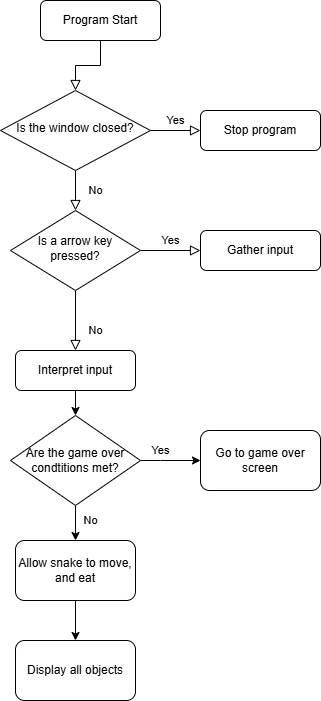 Program Start
Is the window closed?
Yes
Stop program
No
Is a arrow key
pressed?
Yes
Gather input
No
Interpret input
Are the game over
condtitions met?
Yes
Go to game over
screen
No
Allow snake to move,
and eat
Display all objects